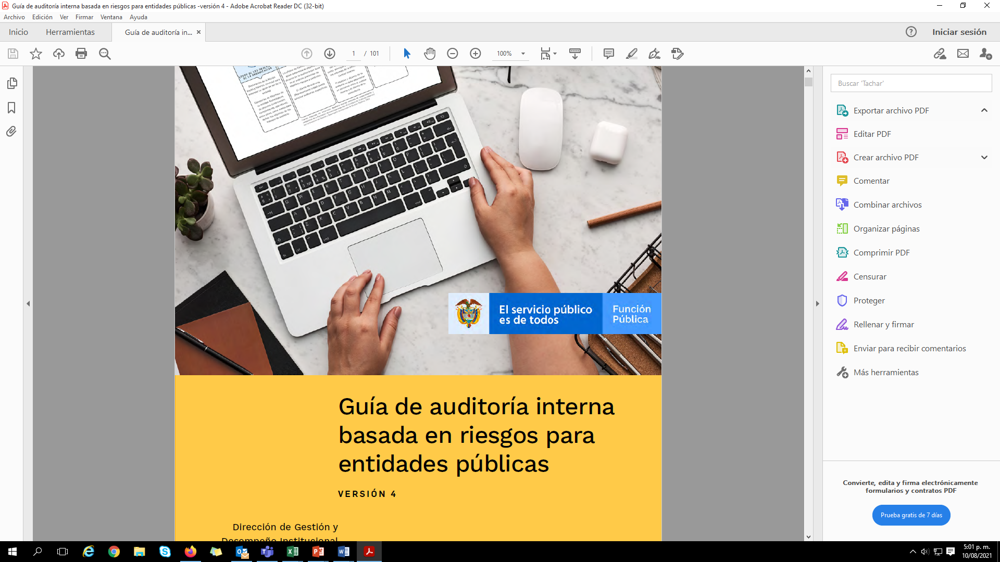 Guía de auditoría interna basada en riesgos para entidades públicas -versión 4 - Adobe Acrobat Reader DC (32-bit)
Archivo Edición Ver Firmar Ventana Ayuda
Inicio Herramientas Guía de auditoría in... × Iniciar sesión
1 / 101 100%
Buscar 'Tachar'
Exportar archivo PDF
Editar PDF
Crear archivo PDF
Comentar
Combinar archivos
Organizar páginas
Comprimir PDF
Censurar
Proteger
Rellenar y firmar
Enviar para recibir comentarios
Más herramientas
Convierte, edita y firma electrónicamente
formularios y contratos PDF
Prueba gratis de 7 días
El servicio público
es de todos
Función
Pública
Guía de auditoría interna
basada en riesgos para
entidades públicas
VERSIÓN 4
Dirección de Gestión y
Desempeño Institucional
5:01 p. m.
10/08/2021